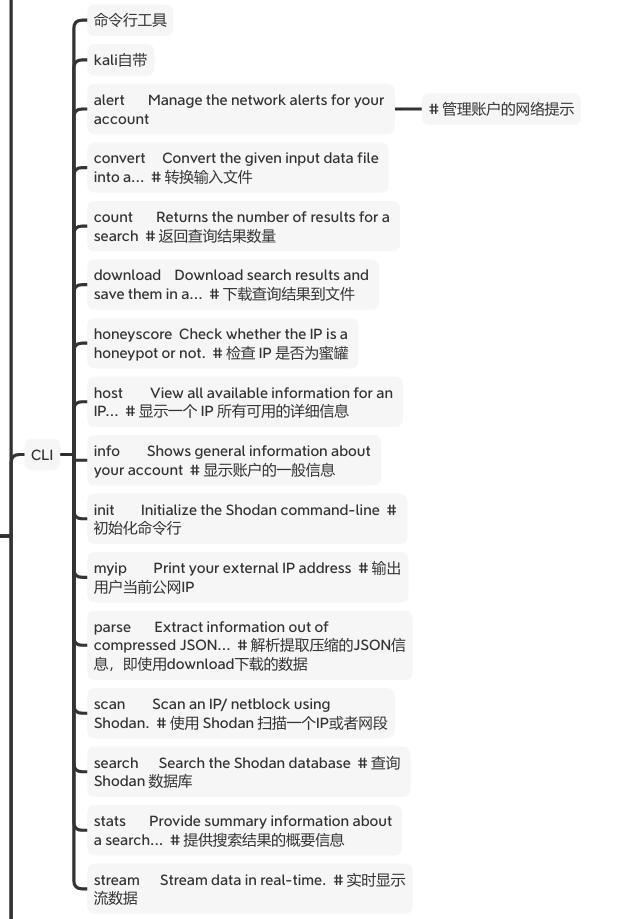 命令行工具
kali自带
alert Manage the network alerts for your
account
# 管理账户的网络提示
convert Convert the given input data file
into a... # 转换输入文件
count Returns the number of results for a
search # 返回查询结果数量
download Download search results and
save them in a... # 下载查询结果到文件
honeyscore Check whether the IP is a
honeypot or not. # 检查 IP 是否为蜜罐
host View all available information for an
IP... # 显示一个 IP 所有可用的详细信息
CLI
info Shows general information about
your account # 显示账户的一般信息
init Initialize the Shodan command-line #
初始化命令行
myip Print your external IP address # 输出
用户当前公网IP
parse Extract information out of
compressed JSON... # 解析提取压缩的JSON信
息，即使用download下载的数据
scan Scan an IP/ netblock using
Shodan. # 使用 Shodan 扫描一个IP或者网段
search Search the Shodan database # 查询
Shodan 数据库
stats Provide summary information about
a search... # 提供搜索结果的概要信息
stream Stream data in real-time. # 实时显示
流数据